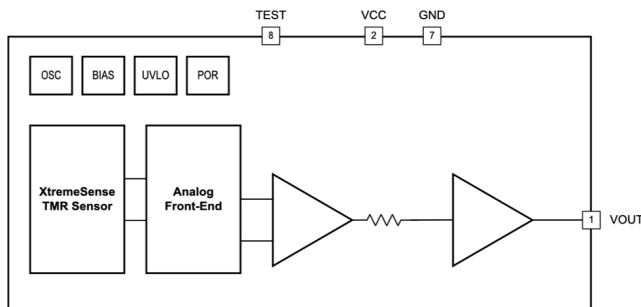 TEST VCC GND
8 2 7
OSC BIAS UVLO POR
XtremeSense
TMR Sensor
Analog
Front-End
1 VOUT